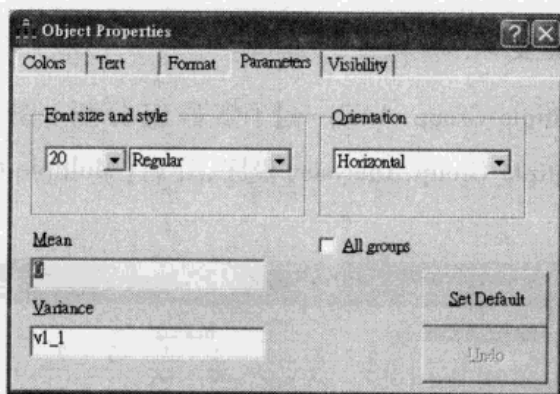 Object Properties
Colors Text Format Parameters Visibility
Font size and style
20 Regular
Orientation
Horizontal
Mean
All groups
Variance
v1_1
Set Default
Undo